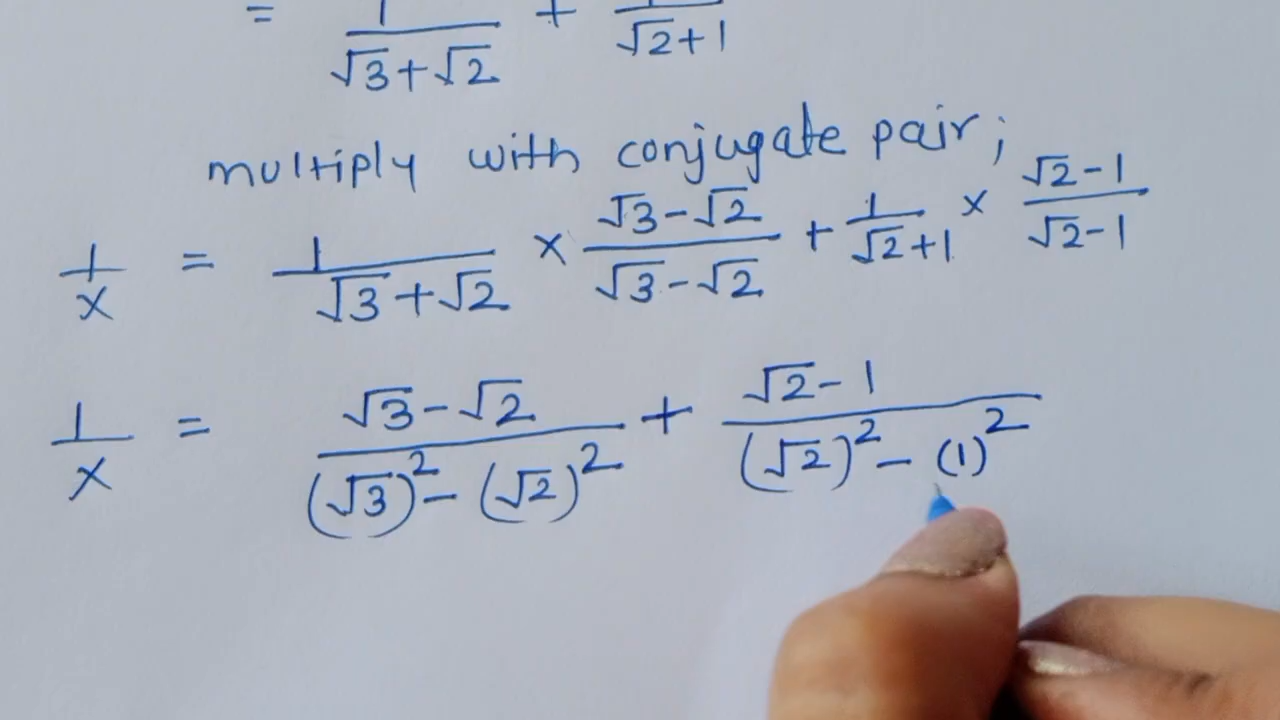 = 1/(√3+√2) + 1/(√2+1)
multiply with conjugate pair;
1/x = 1/(√3+√2) × (√3-√2)/(√3-√2) + 1/(√2+1) × (√2-1)/(√2-1)
1/x = (√3-√2)/((√3)²-(√2)²) + (√2-1)/((√2)²-(1)²)